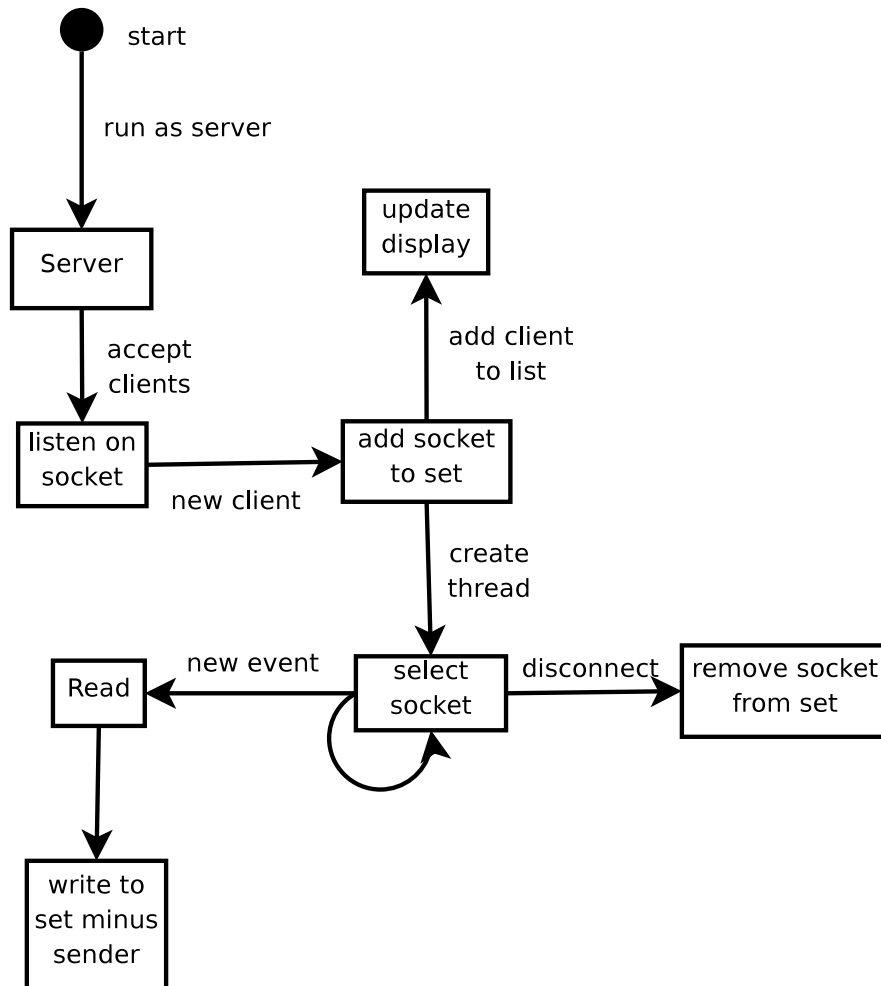 start
run as server
Server
update
display
accept
clients
add client
to list
listen on
socket
new client
add socket
to set
create
thread
new event
Read
select
socket
disconnect
remove socket
from set
write to
set minus
sender